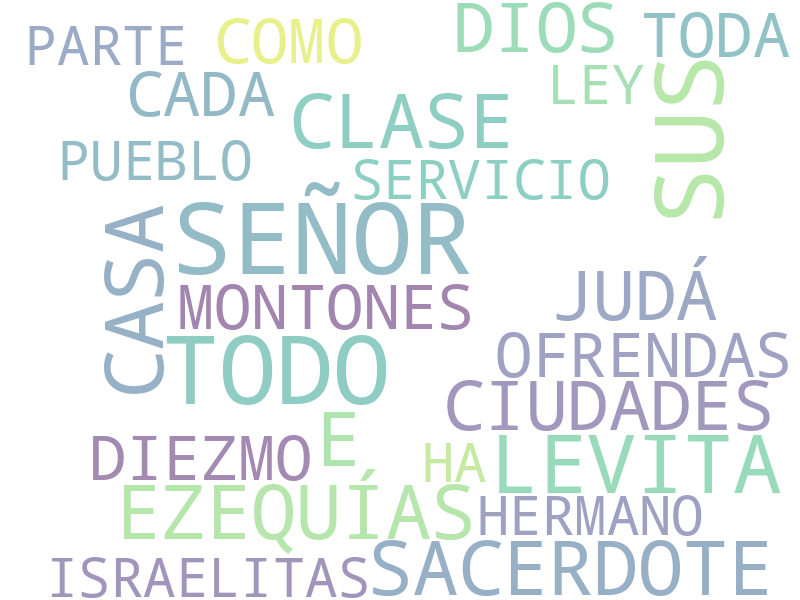 DIOS
TODA
PARTE
COMO
LEY
CADA
SUS
CLASE
PUEBLO
SERVICIO
SEÑOR
CASA
JUDÁ
MONTONES
TODO
OFRENDAS
CIUDADES
E
DIEZMO
HA
LEVITA
EZEQUÍAS
HERMANO
SACERDOTE
ISRAELITAS